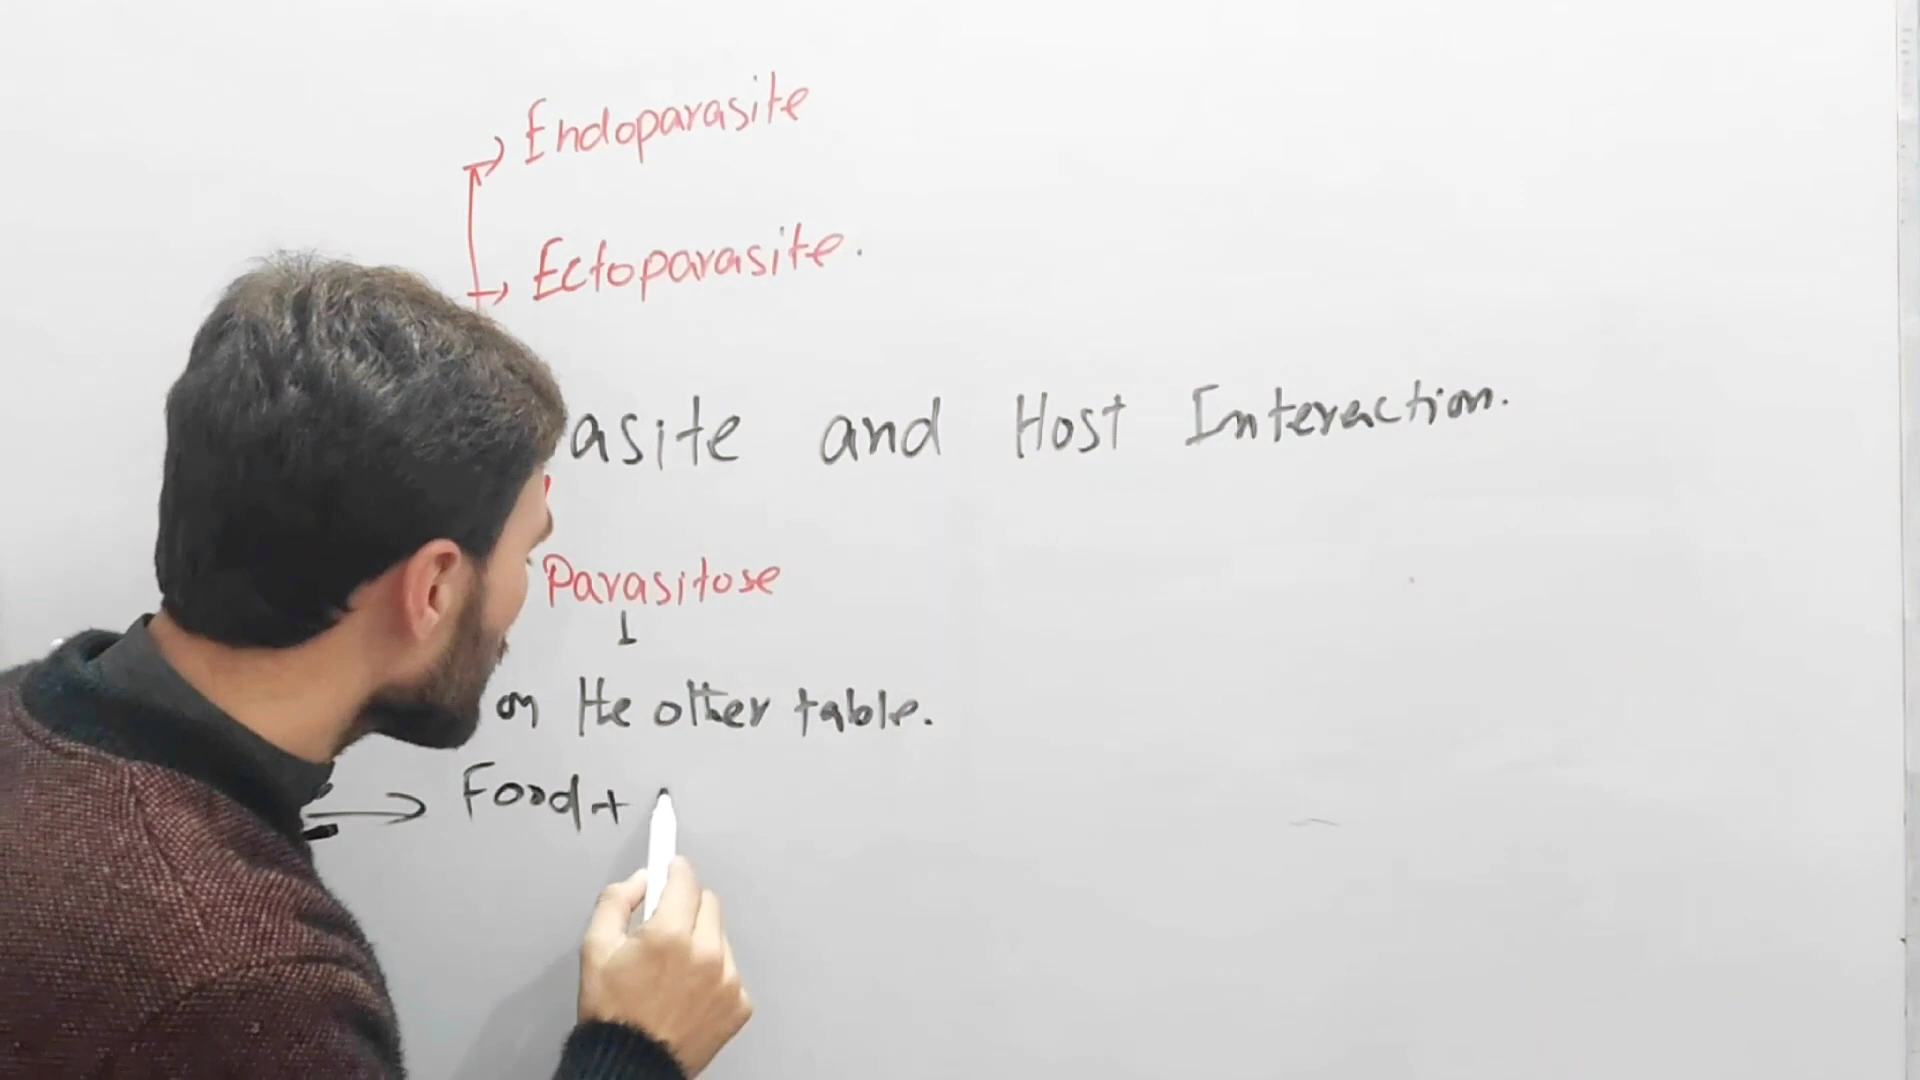 Endoparasite
Ectoparasite.
asite and Host Interaction.
Parasitose
on the other table.
Food +